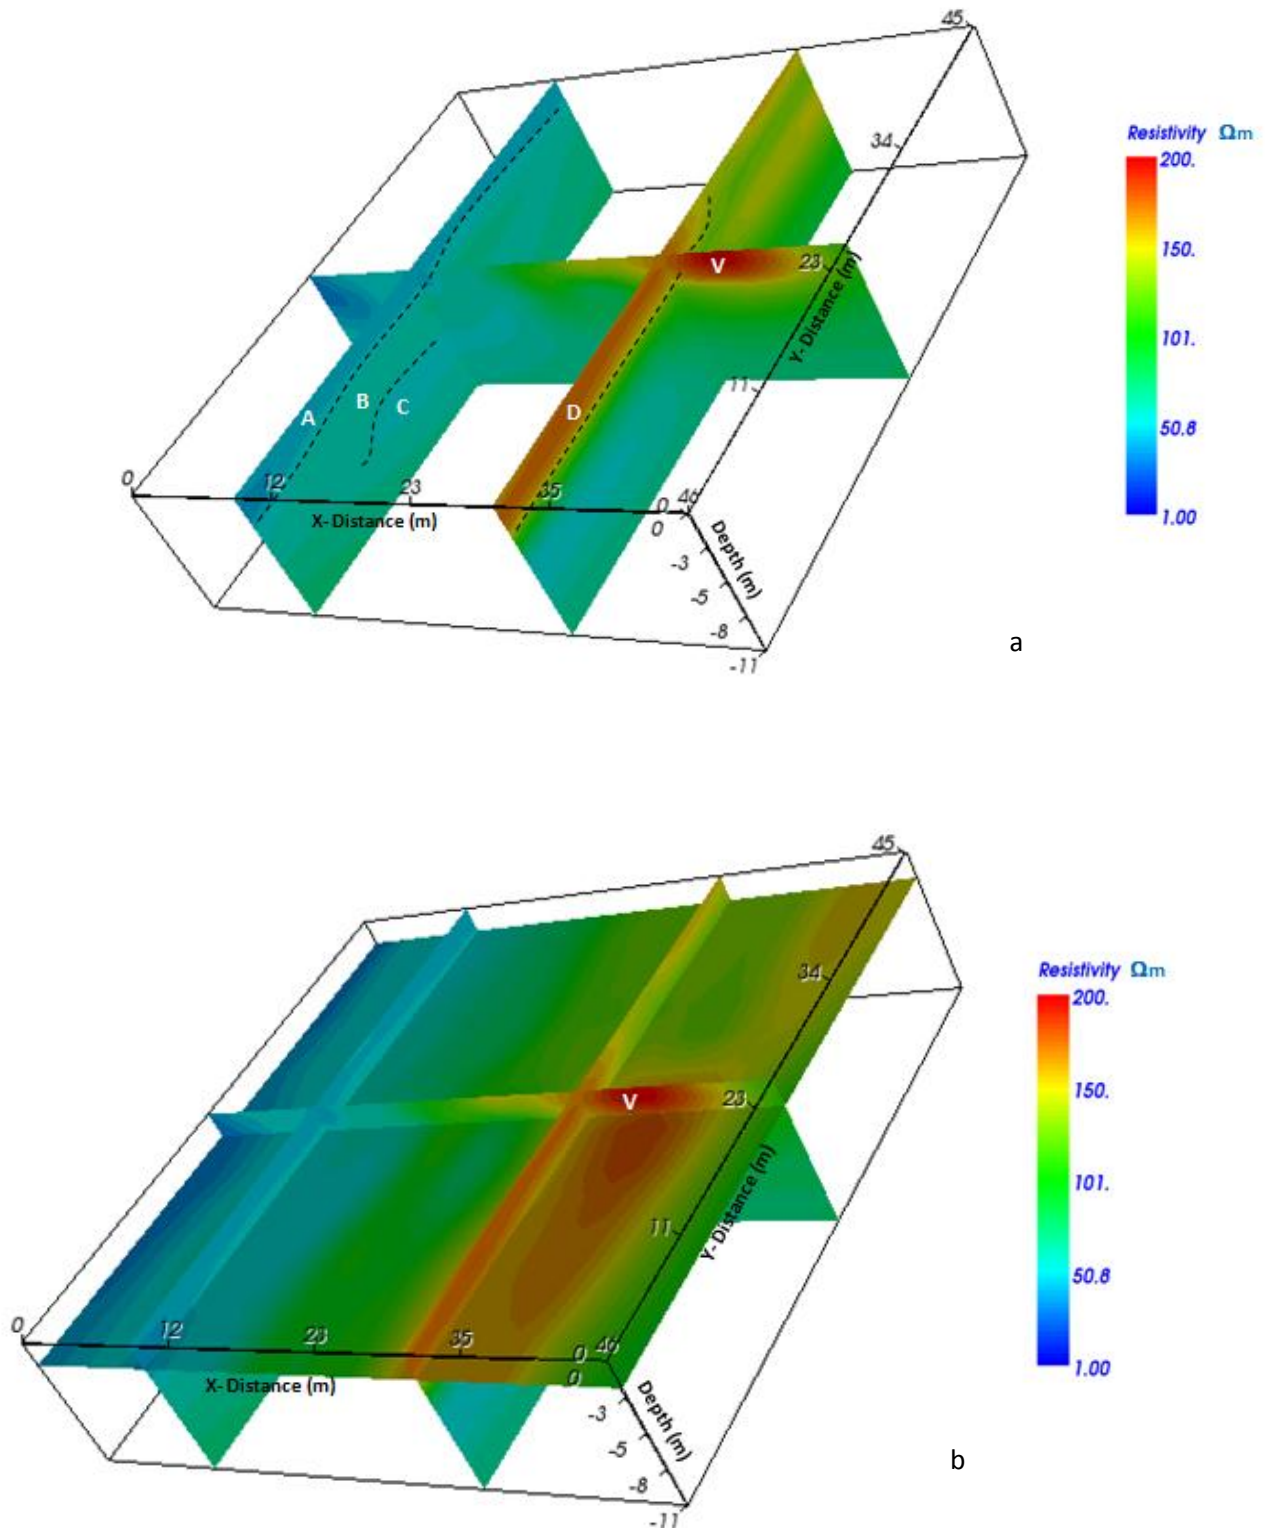 45
34
Resistivity Ωm
200.
150.
101.
50.8
1.00
V
23
Y- Distance (m)
11
A
B
C
D
0
12
23
35
0
46
X- Distance (m)
0
Depth (m)
-3
-5
-8
-11
a
45
34
Resistivity Ωm
200.
150.
101.
50.8
1.00
V
23
Y- Distance (m)
11
0
12
23
35
0
46
X- Distance (m)
0
Depth (m)
-3
-5
-8
-11
b